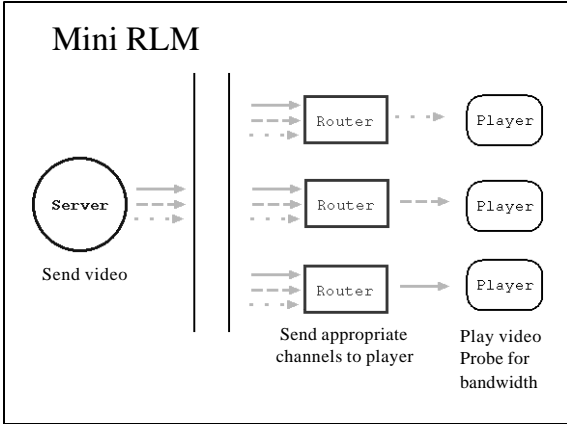 Mini RLM
Router
Player
Server
Router
Player
Send video
Router
Player
Send appropriate
channels to player
Play video
Probe for
bandwidth